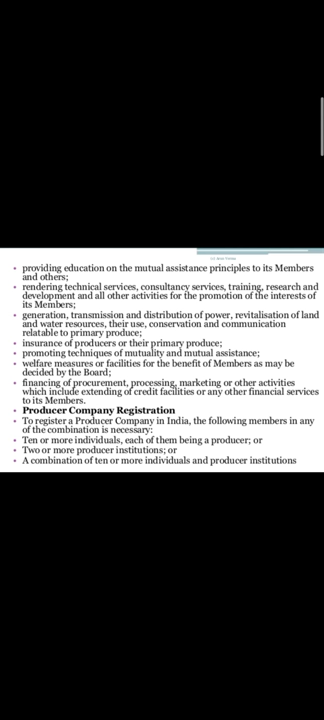 • providing education on the mutual assistance principles to its Members
and others;
• rendering technical services, consultancy services, training, research and
development and all other activities for the promotion of the interests of
its Members;
• generation, transmission and distribution of power, revitalisation of land
and water resources, their use, conservation and communication
relatable to primary produce;
• insurance of producers or their primary produce;
• promoting techniques of mutuality and mutual assistance;
• welfare measures or facilities for the benefit of Members as may be
decided by the Board;
• financing of procurement, processing, marketing or other activities
which include extending of credit facilities or any other financial services
to its Members.
• Producer Company Registration
• To register a Producer Company in India, the following members in any
of the combination is necessary:
• Ten or more individuals, each of them being a producer; or
• Two or more producer institutions; or
• A combination of ten or more individuals and producer institutions